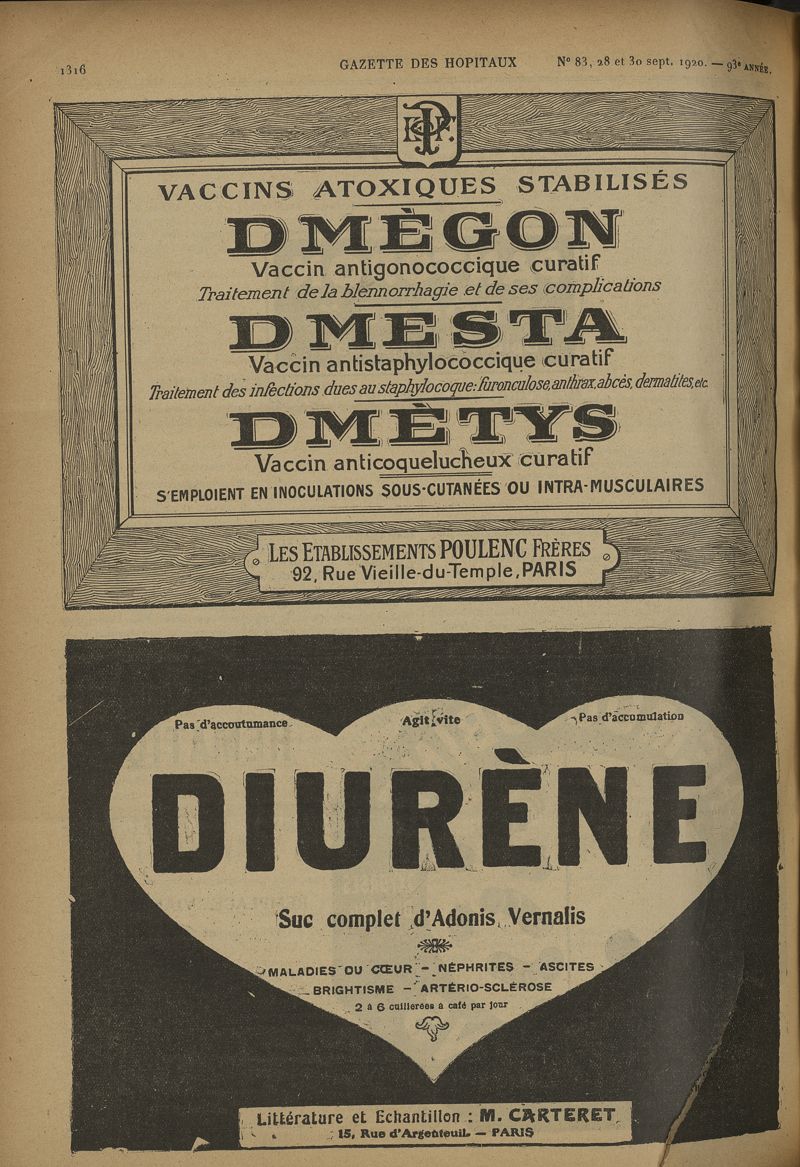 1316
GAZETTE DES HOPITAUX
N° 83, 28 et 30 sept. 1920. — 93e ANNÉE.
VACCINS ATOXIQUES STABILISÉS
DMÈGON
Vaccin antigonococcique curatif
Traitement de la blennorrhagie et de ses complications
DMESTA
Vaccin antistaphylococcique curatif
Traitement des infections dues au staphylocoque: furonculose, anthrax, abcès, dermatites, etc.
DMÈTYS
Vaccin anticoquelucheux curatif
S'EMPLOIENT EN INOCULATIONS SOUS-CUTANÉES OU INTRA-MUSCULAIRES
LES ETABLISSEMENTS POULENC FRÈRES
92, Rue Vieille-du-Temple, PARIS
Pas d'accoutumance
Agit vite
Pas d'accumulation
DIURÈNE
Suc complet d'Adonis Vernalis
MALADIES DU CŒUR - NÉPHRITES - ASCITES
BRIGHTISME - ARTÉRIO-SCLÉROSE
2 à 6 cuillerées à café par jour
Littérature et Echantillon : M. CARTERET
15, Rue d'Argenteuil. — PARIS